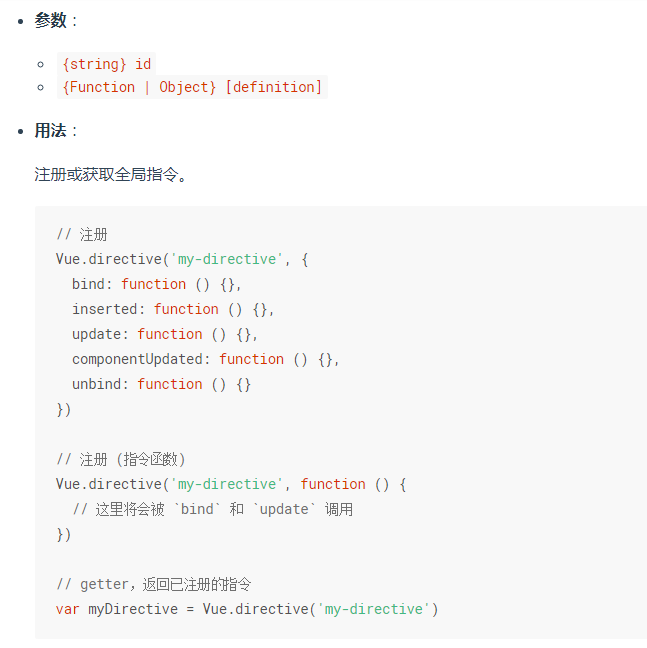 参数：
{string} id
{Function | Object} [definition]
用法：
注册或获取全局指令。
// 注册
Vue.directive('my-directive', {
  bind: function () {},
  inserted: function () {},
  update: function () {},
  componentUpdated: function () {},
  unbind: function () {}
})
// 注册 (指令函数)
Vue.directive('my-directive', function () {
  // 这里将会被 `bind` 和 `update` 调用
})
// getter，返回已注册的指令
var myDirective = Vue.directive('my-directive')